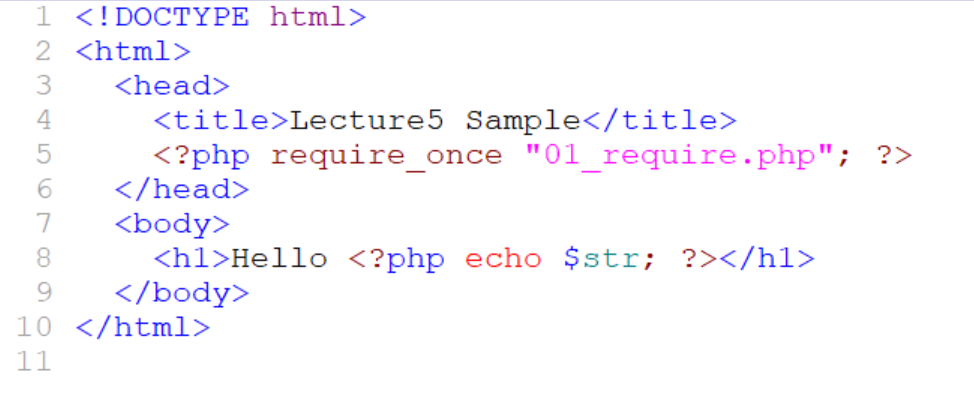 1 <!DOCTYPE html>
2 <html>
3   <head>
4     <title>Lecture5 Sample</title>
5     <?php require_once "01_require.php"; ?>
6   </head>
7   <body>
8     <h1>Hello <?php echo $str; ?></h1>
9   </body>
10 </html>
11